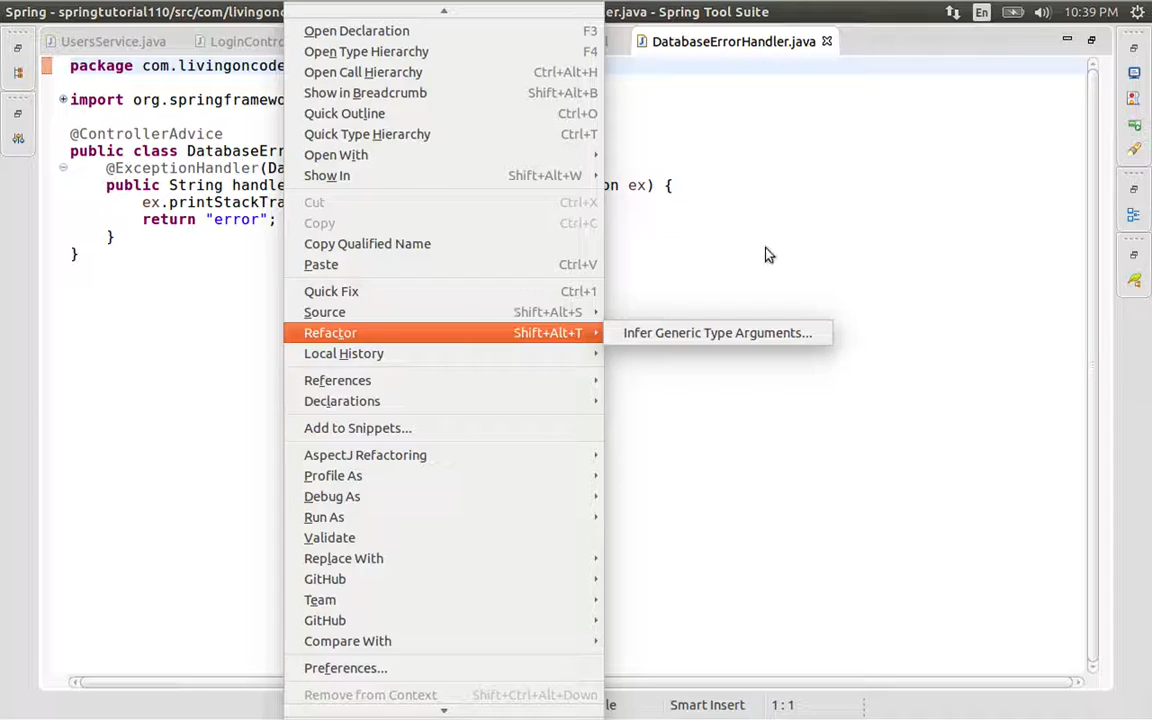 Spring - springtutorial110/src/com/livingonc
er.java - Spring Tool Suite
En
10:39 PM
UsersService.java
LoginContro
DatabaseErrorHandler.java
package com.livingoncode
import org.springframewo
@ControllerAdvice
public class DatabaseErr
@ExceptionHandler(Da
public String handle
on ex) {
ex.printStackTra
return "error";
}
}
Open Declaration F3
Open Type Hierarchy F4
Open Call Hierarchy Ctrl+Alt+H
Show in Breadcrumb Shift+Alt+B
Quick Outline Ctrl+O
Quick Type Hierarchy Ctrl+T
Open With
Show In Shift+Alt+W
Cut Ctrl+X
Copy Ctrl+C
Copy Qualified Name
Paste Ctrl+V
Quick Fix Ctrl+1
Source Shift+Alt+S
Refactor Shift+Alt+T
Infer Generic Type Arguments...
Local History
References
Declarations
Add to Snippets...
AspectJ Refactoring
Profile As
Debug As
Run As
Validate
Replace With
GitHub
Team
GitHub
Compare With
Preferences...
Remove from Context Shift+Ctrl+Alt+Down
le
Smart Insert
1 : 1